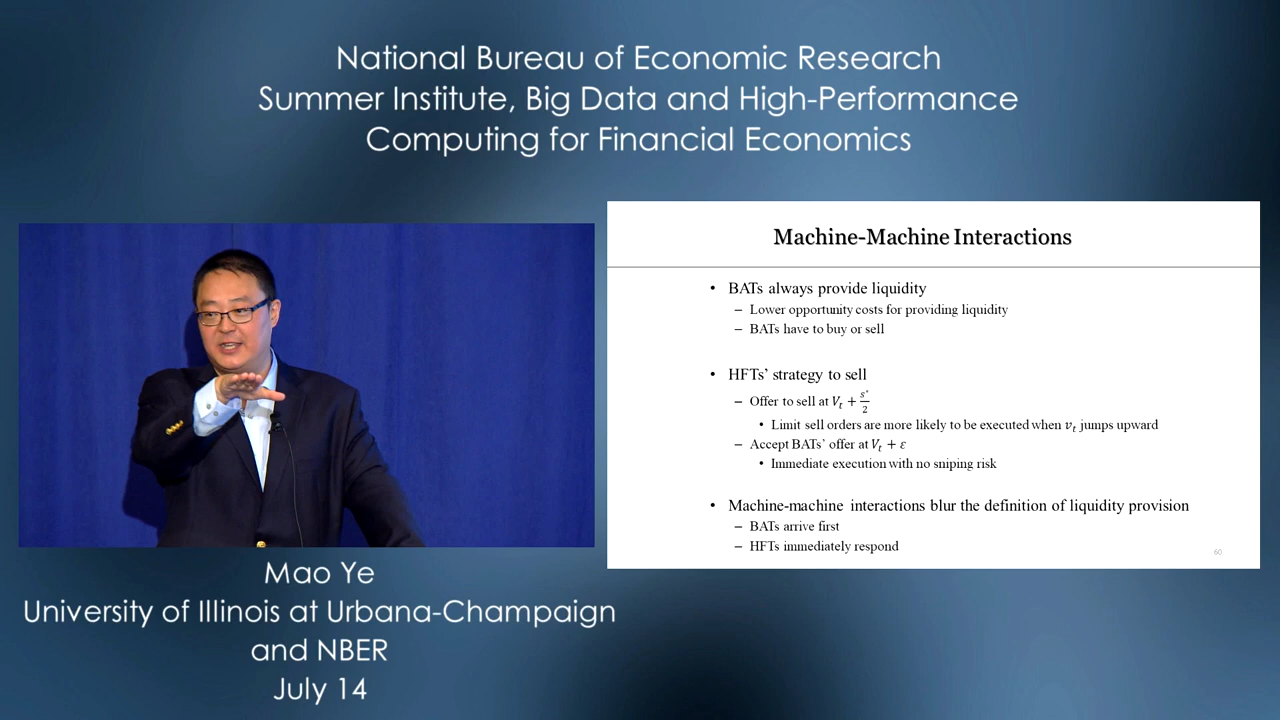 National Bureau of Economic Research
Summer Institute, Big Data and High-Performance
Computing for Financial Economics
Machine-Machine Interactions
• BATs always provide liquidity
– Lower opportunity costs for providing liquidity
– BATs have to buy or sell
• HFTs’ strategy to sell
– Offer to sell at V_t + s*/2
• Limit sell orders are more likely to be executed when v_t jumps upward
– Accept BATs’ offer at V_t + ε
• Immediate execution with no sniping risk
• Machine-machine interactions blur the definition of liquidity provision
– BATs arrive first
– HFTs immediately respond
60
Mao Ye
University of Illinois at Urbana-Champaign
and NBER
July 14